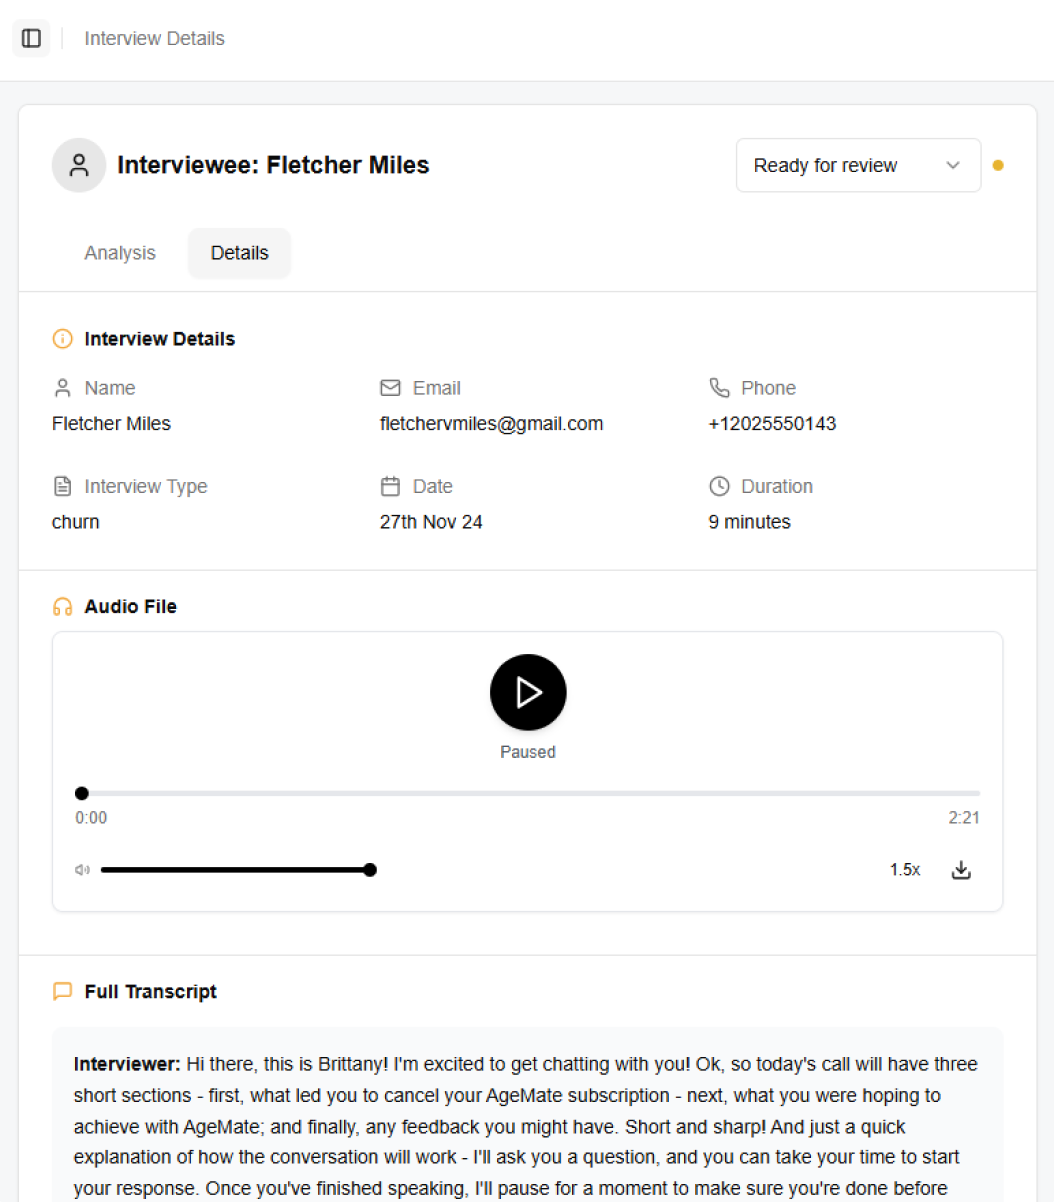 Interview Details
Interviewee: Fletcher Miles
Ready for review
Analysis
Details
Interview Details
Name
Email
Phone
Fletcher Miles
fletchervmiles@gmail.com
+12025550143
Interview Type
Date
Duration
churn
27th Nov 24
9 minutes
Audio File
Paused
0:00
2:21
1.5x
Full Transcript
Interviewer: Hi there, this is Brittany! I'm excited to get chatting with you! Ok, so today's call will have three
short sections - first, what led you to cancel your AgeMate subscription - next, what you were hoping to
achieve with AgeMate; and finally, any feedback you might have. Short and sharp! And just a quick
explanation of how the conversation will work - I'll ask you a question, and you can take your time to start
your response. Once you've finished speaking, I'll pause for a moment to make sure you're done before